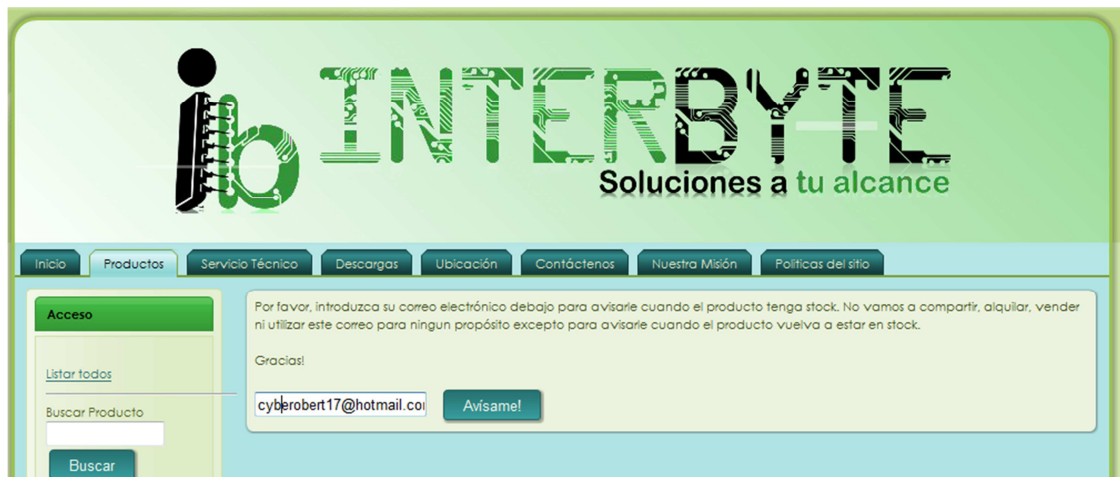 ib INTERBYTE
Soluciones a tu alcance
Inicio Productos Servicio Técnico Descargas Ubicación Contáctenos Nuestra Misión Politicas del sitio
Acceso
Listar todos
Buscar Producto
Buscar
Por favor, introduzca su correo electrónico debajo para avisarle cuando el producto tenga stock. No vamos a compartir, alquilar, vender
ni utilizar este correo para ningun propósito excepto para avisarle cuando el producto vuelva a estar en stock.
Gracias!
cyberobert17@hotmail.co
Avísame!